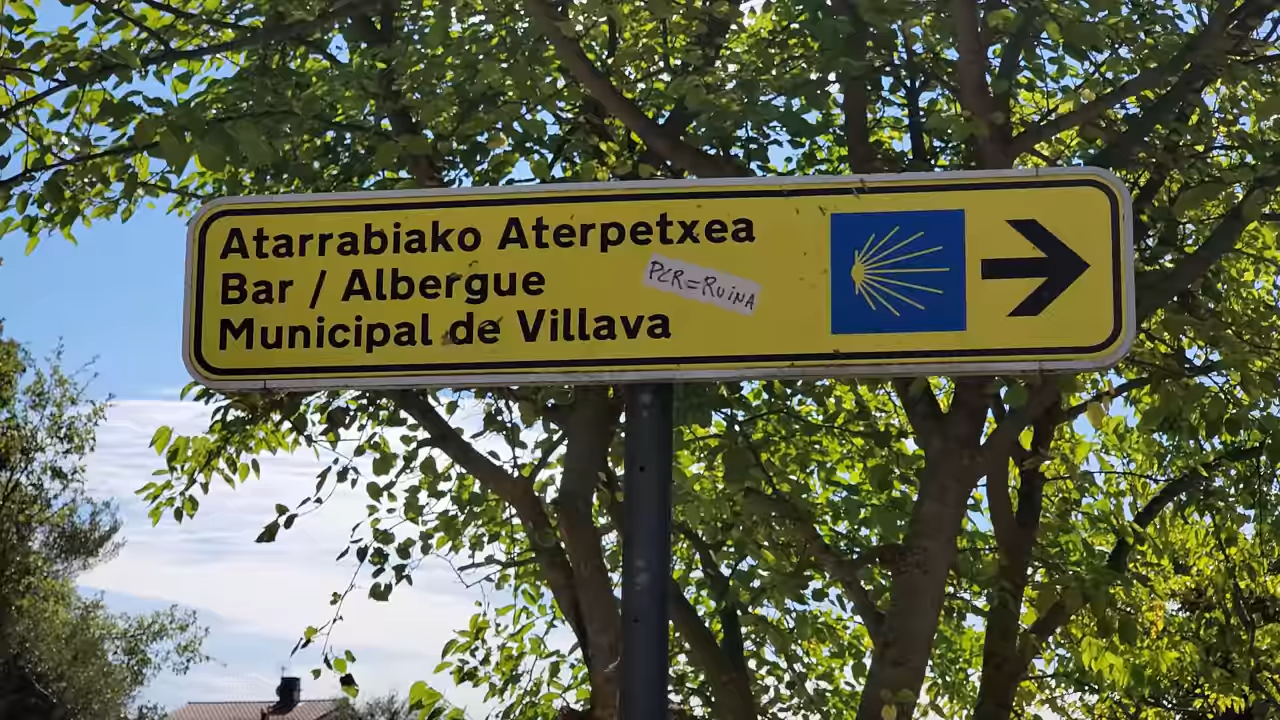 Atarrabiako Aterpetxea
Bar / Albergue
Municipal de Villava
PCR=RUINA